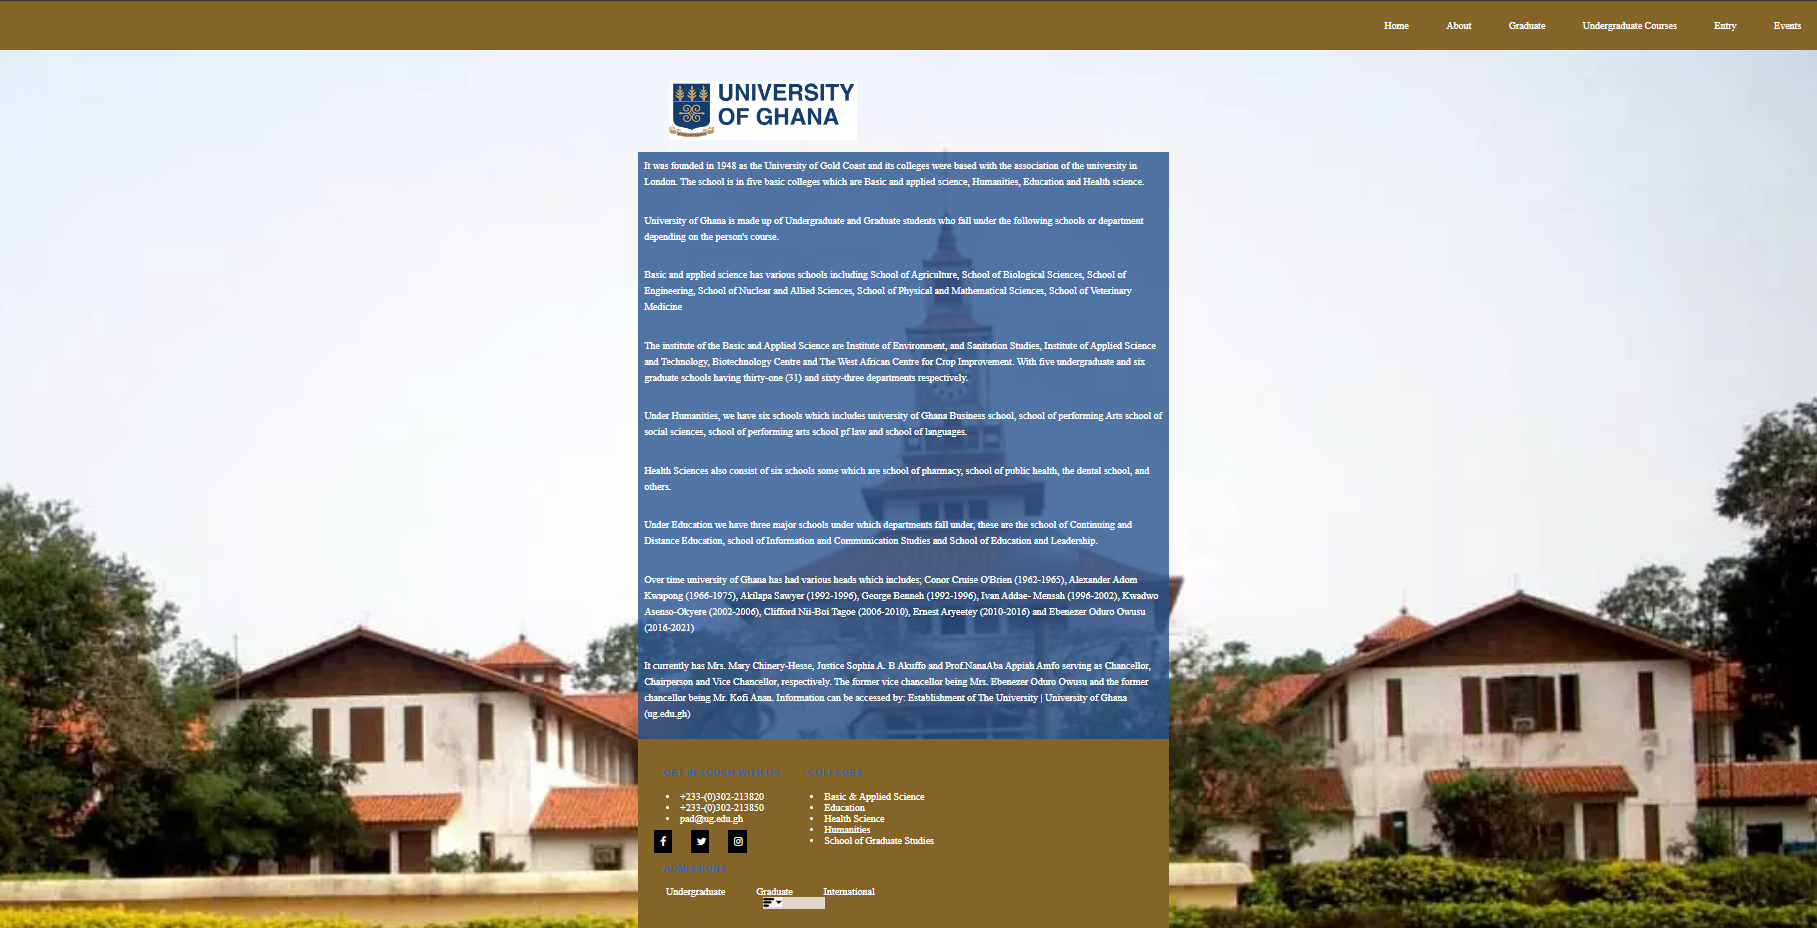 Home About Graduate Undergraduate Courses Entry Events
UNIVERSITY
OF GHANA
It was founded in 1948 as the University of Gold Coast and its colleges were based with the association of the university in
London. The school is in five basic colleges which are Basic and applied science, Humanities, Education and Health science.
University of Ghana is made up of Undergraduate and Graduate students who fall under the following schools or department
depending on the person's course.
Basic and applied science has various schools including School of Agriculture, School of Biological Sciences, School of
Engineering, School of Nuclear and Allied Sciences, School of Physical and Mathematical Sciences, School of Veterinary
Medicine
The institute of the Basic and Applied Science are Institute of Environment, and Sanitation Studies, Institute of Applied Science
and Technology, Biotechnology Centre and The West African Centre for Crop Improvement. With five undergraduate and six
graduate schools having thirty-one (31) and sixty-three departments respectively.
Under Humanities, we have six schools which includes university of Ghana Business school, school of performing Arts school of
social sciences, school of performing arts school pf law and school of languages.
Health Sciences also consist of six schools some which are school of pharmacy, school of public health, the dental school, and
others.
Under Education we have three major schools under which departments fall under, these are the school of Continuing and
Distance Education, school of Information and Communication Studies and School of Education and Leadership.
Over time university of Ghana has had various heads which includes; Conor Cruise O'Brien (1962-1965), Alexander Adom
Kwapong (1966-1975), Akilapa Sawyer (1992-1996), George Benneh (1992-1996), Ivan Addae- Mensah (1996-2002), Kwadwo
Asenso-Okyere (2002-2006), Clifford Nii-Boi Tagoe (2006-2010), Ernest Aryeetey (2010-2016) and Ebenezer Oduro Owusu
(2016-2021)
It currently has Mrs. Mary Chinery-Hesse, Justice Sophia A. B Akuffo and Prof.NanaAba Appiah Amfo serving as Chancellor,
Chairperson and Vice Chancellor, respectively. The former vice chancellor being Mrs. Ebenezer Oduro Owusu and the former
chancellor being Mr. Kofi Anan. Information can be accessed by: Establishment of The University | University of Ghana
(ug.edu.gh)
GET IN TOUCH WITH US
+233-(0)302-213820
+233-(0)302-213850
pad@ug.edu.gh
COLLEGES
Basic & Applied Science
Education
Health Science
Humanities
School of Graduate Studies
ADMISSIONS
Undergraduate Graduate International